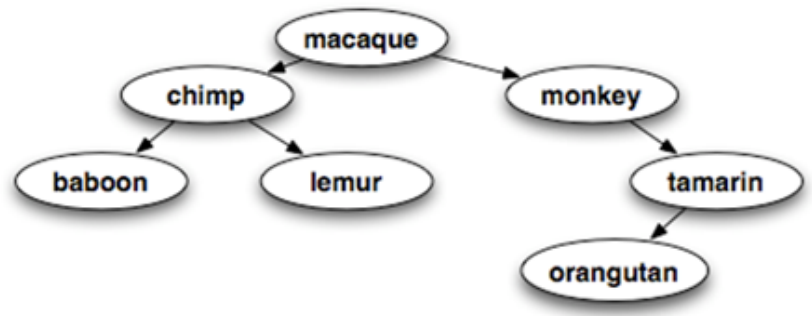 macaque
chimp
monkey
baboon
lemur
tamarin
orangutan